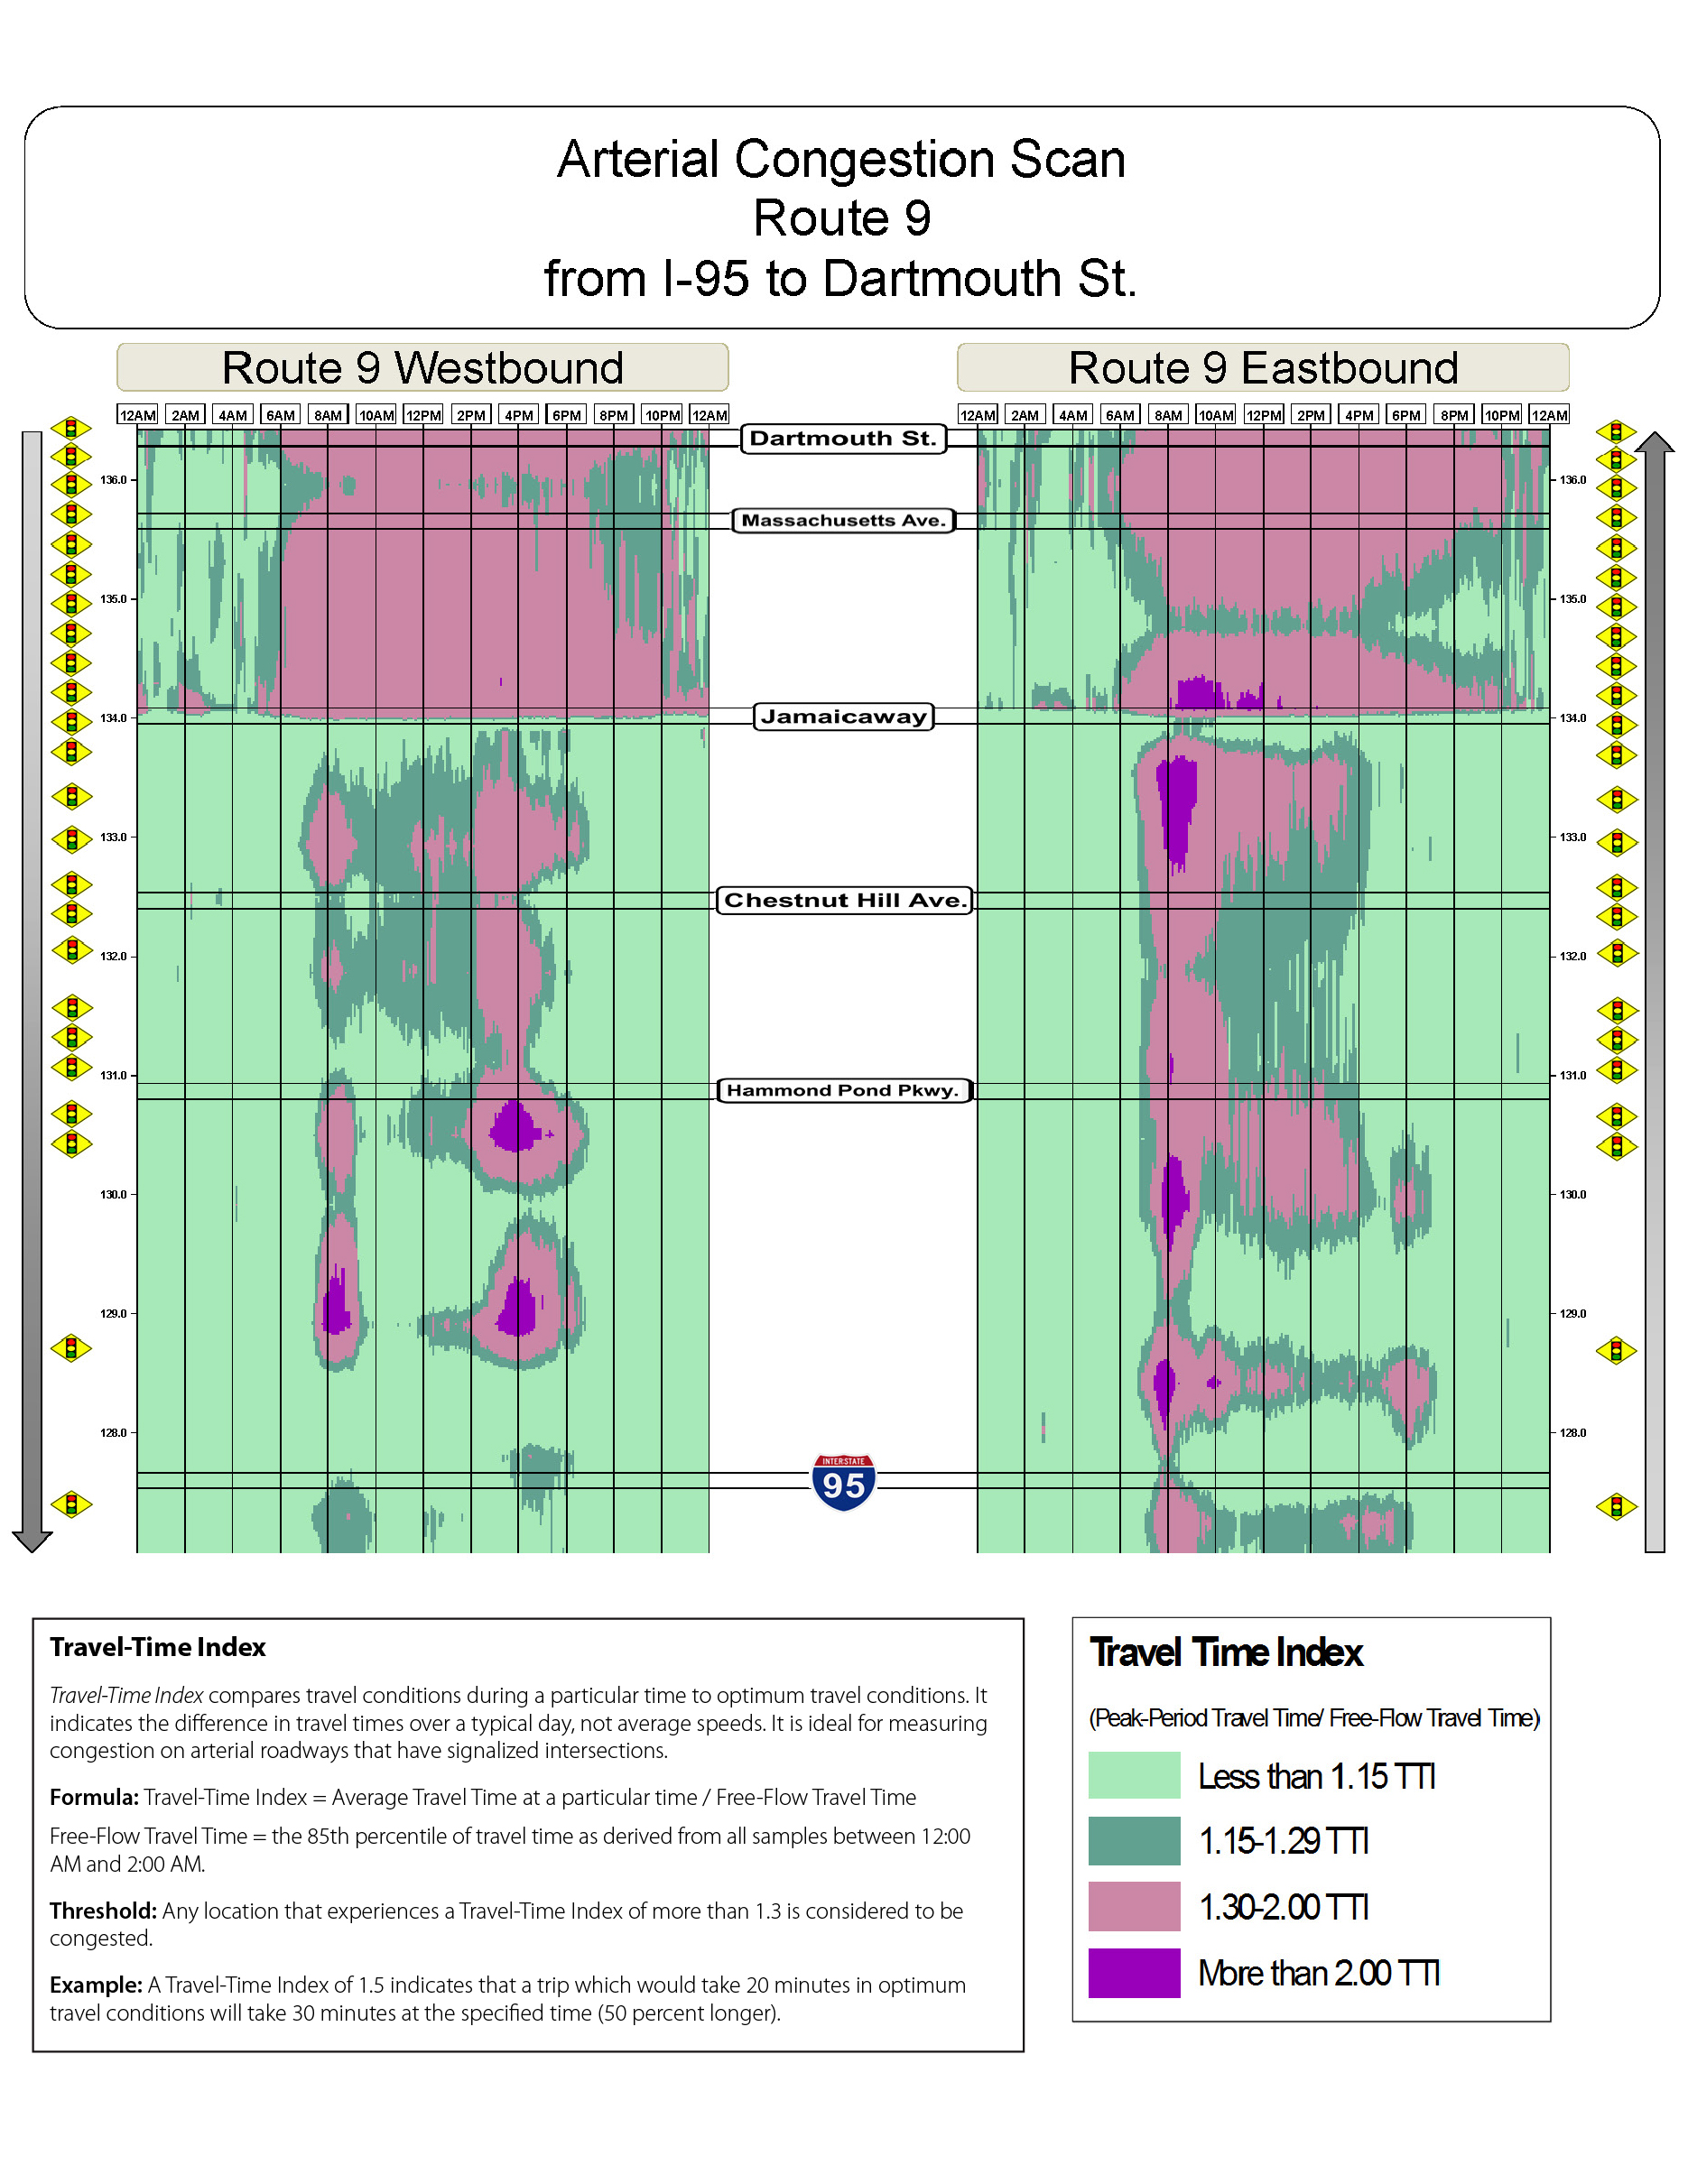 Arterial Congestion Scan
Route 9
from I-95 to Dartmouth St.
Route 9 Westbound
Route 9 Eastbound
12AM 2AM 4AM 6AM 8AM 10AM 12PM 2PM 4PM 6PM 8PM 10PM 12AM
12AM 2AM 4AM 6AM 8AM 10AM 12PM 2PM 4PM 6PM 8PM 10PM 12AM
Dartmouth St.
136.0 136.0
Massachusetts Ave.
135.0 135.0
Jamaicaway
134.0 134.0
133.0 133.0
Chestnut Hill Ave.
132.0 132.0
131.0 131.0
Hammond Pond Pkwy.
130.0 130.0
129.0 129.0
128.0 128.0
INTERSTATE
95
Travel-Time Index
Travel-Time Index compares travel conditions during a particular time to optimum travel conditions. It
indicates the difference in travel times over a typical day, not average speeds. It is ideal for measuring
congestion on arterial roadways that have signalized intersections.
Formula: Travel-Time Index = Average Travel Time at a particular time / Free-Flow Travel Time
Free-Flow Travel Time = the 85th percentile of travel time as derived from all samples between 12:00
AM and 2:00 AM.
Threshold: Any location that experiences a Travel-Time Index of more than 1.3 is considered to be
congested.
Example: A Travel-Time Index of 1.5 indicates that a trip which would take 20 minutes in optimum
travel conditions will take 30 minutes at the specified time (50 percent longer).
Travel Time Index
(Peak-Period Travel Time/ Free-Flow Travel Time)
Less than 1.15 TTI
1.15-1.29 TTI
1.30-2.00 TTI
More than 2.00 TTI